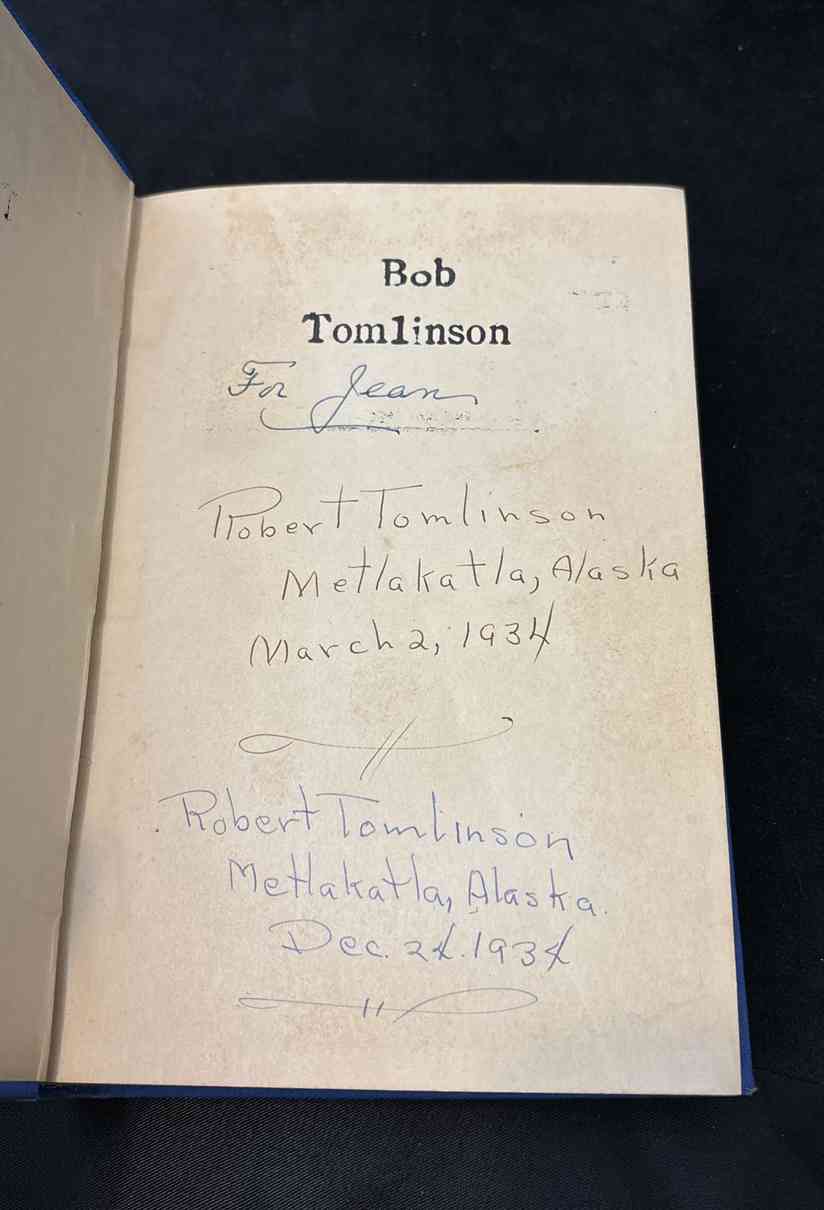 Bob
Tomlinson
For Jean
Robert Tomlinson
Metlakatla, Alaska
March 2, 1934
Robert Tomlinson
Metlakatla, Alaska.
Dec. 24. 1934